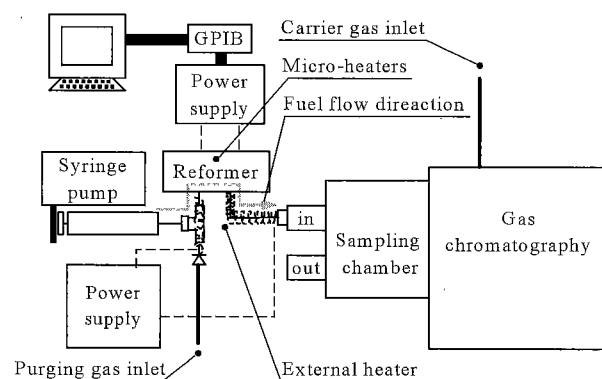 GPIB
Carrier gas inlet
Power
supply
Micro-heaters
Fuel flow direaction
Syringe
pump
Reformer
in
out
Sampling
chamber
Gas
chromatography
Power
supply
Purging gas inlet
External heater